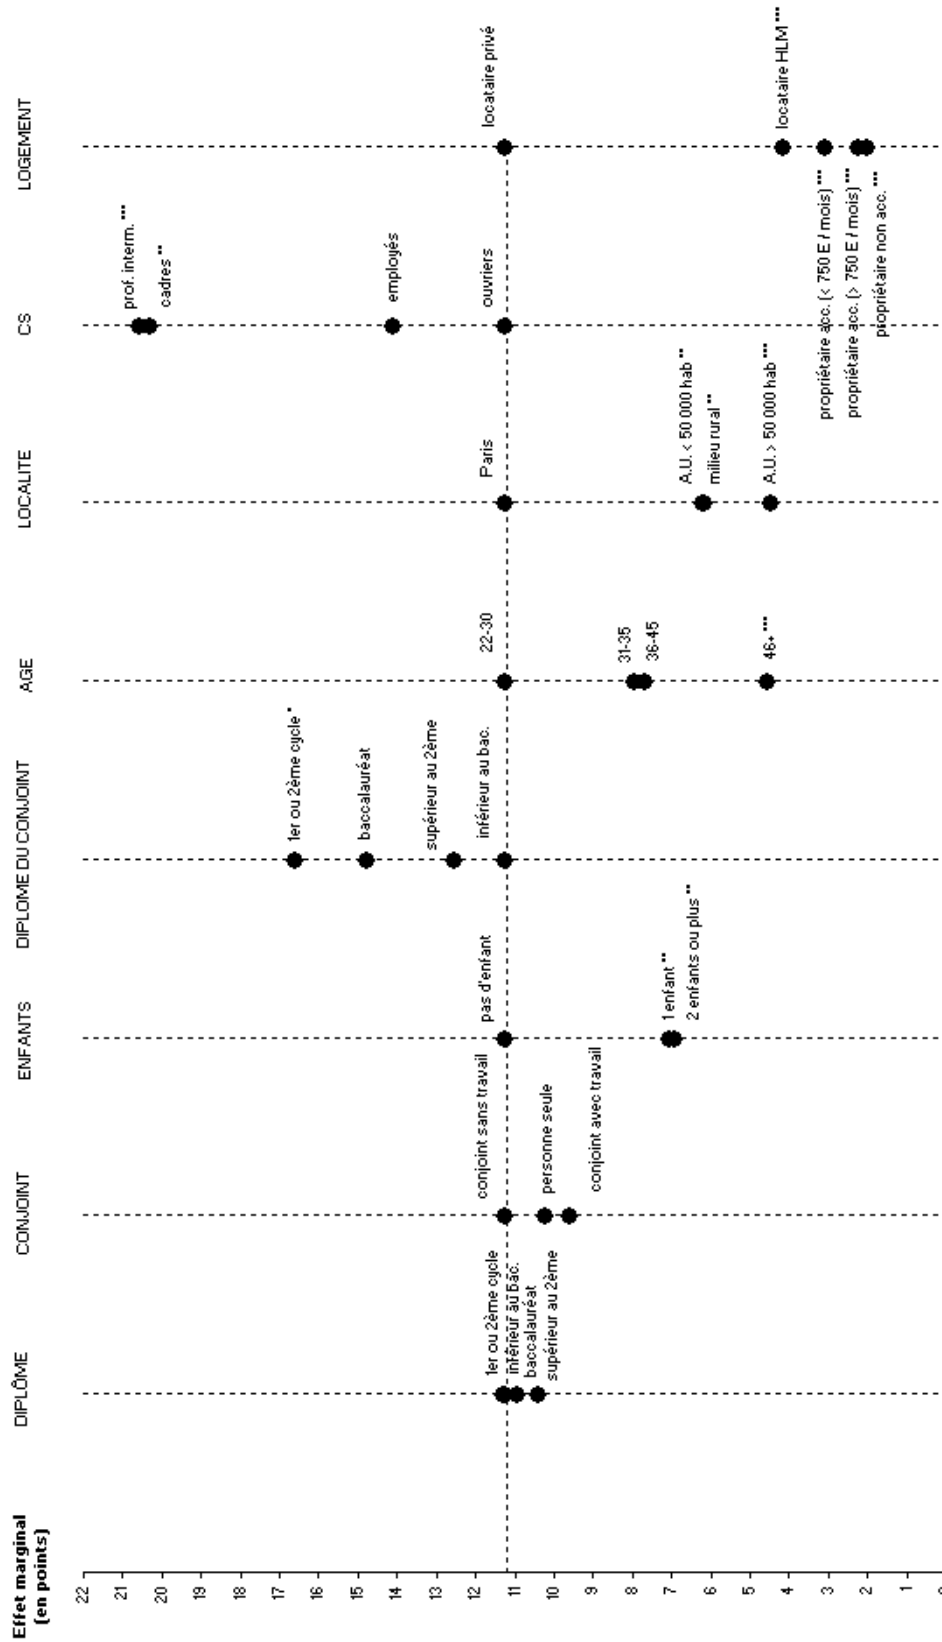 Effet marginal
(en points)
DIPLÔME
CONJOINT
ENFANTS
DIPLOME DU CONJOINT
AGE
LOCALITE
CS
LOGEMENT
22
21
20
19
18
17
16
15
14
13
12
11
10
9
8
7
6
5
4
3
2
1
0
1er ou 2ème cycle
inférieur au bac.
baccalauréat
supérieur au 2ème
conjoint sans travail
personne seule
conjoint avec travail
pas d'enfant
1 enfant**
2 enfants ou plus**
1er ou 2ème cycle*
baccalauréat
supérieur au 2ème
inférieur au bac.
22-30
31-35
36-45
46+***
Paris
A.U. < 50 000 hab**
milieu rural**
A.U. > 50 000 hab***
prof. interm.***
cadres**
employés
ouvriers
locataire privé
locataire HLM***
propriétaire acc. (< 750 E / mois)***
propriétaire acc. (> 750 E / mois)***
propriétaire non acc.***